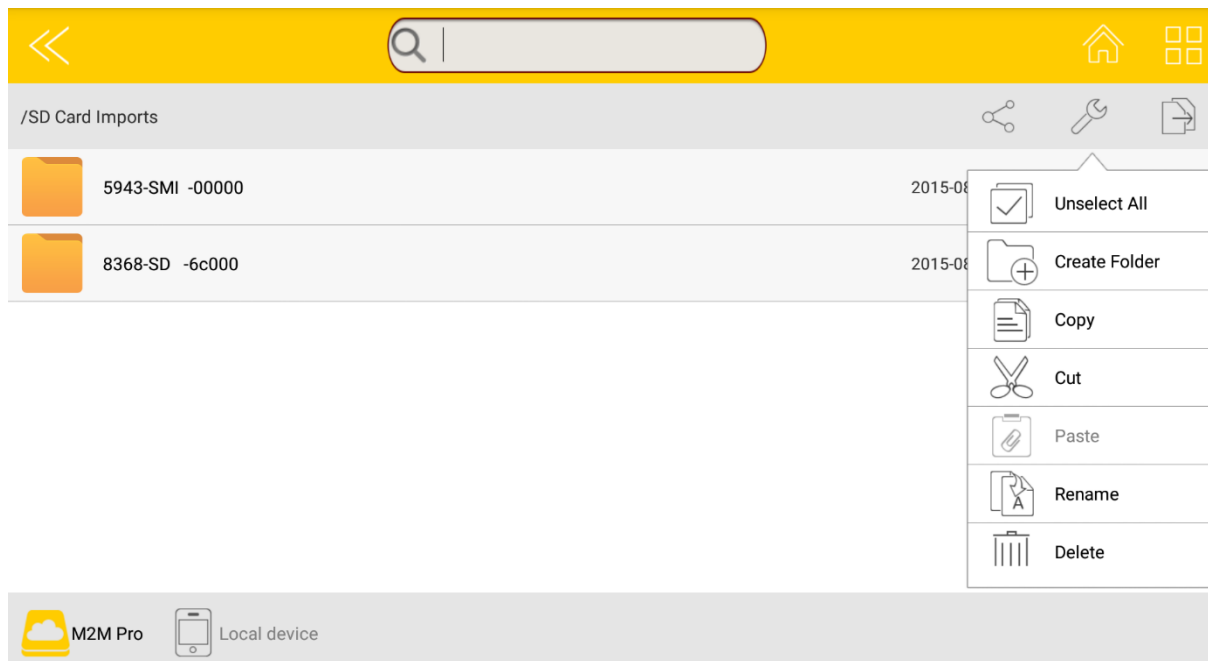 /SD Card Imports
5943-SMI -00000 2015-08
8368-SD -6c000 2015-08
Unselect All
Create Folder
Copy
Cut
Paste
Rename
Delete
M2M Pro Local device